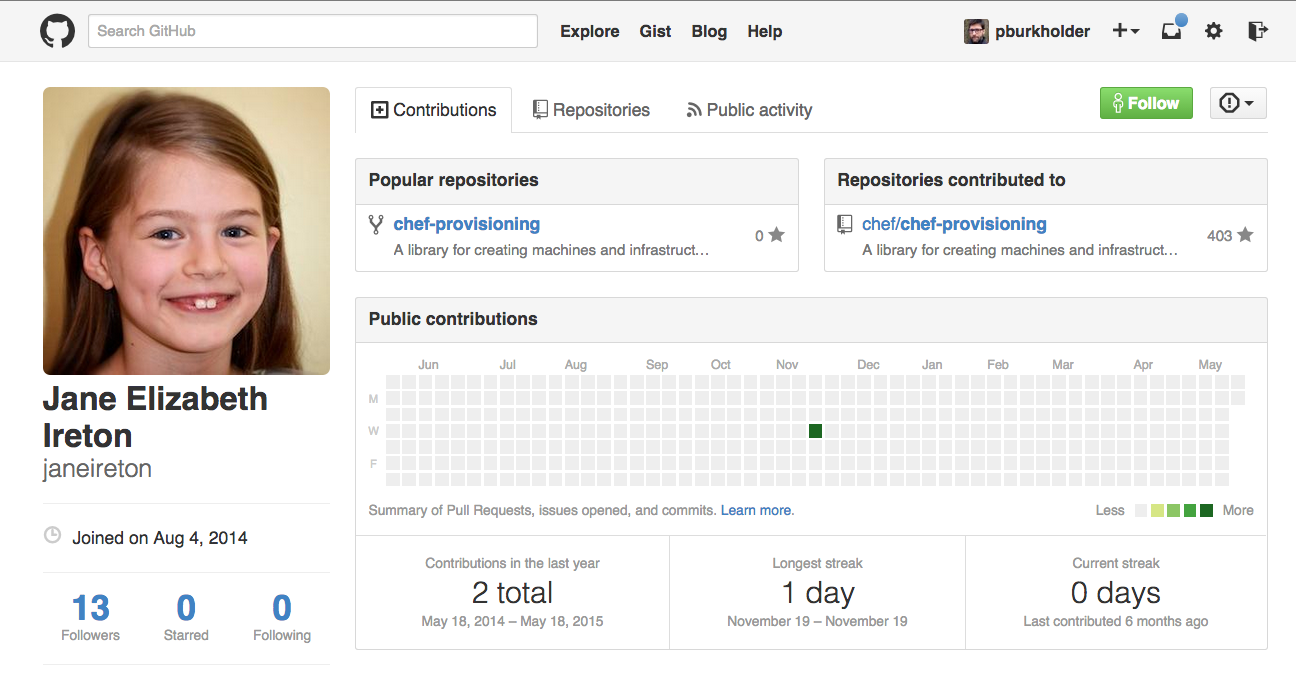 Search GitHub
Explore Gist Blog Help
pburkholder
Contributions Repositories Public activity
Follow
Jane Elizabeth
Ireton
janeireton
Joined on Aug 4, 2014
13 0 0
Followers Starred Following
Popular repositories
chef-provisioning
0
A library for creating machines and infrastruct…
Repositories contributed to
chef/chef-provisioning
403
A library for creating machines and infrastruct…
Public contributions
Jun Jul Aug Sep Oct Nov Dec Jan Feb Mar Apr May
M
W
F
Summary of Pull Requests, issues opened, and commits. Learn more.
Less More
Contributions in the last year
2 total
May 18, 2014 – May 18, 2015
Longest streak
1 day
November 19 – November 19
Current streak
0 days
Last contributed 6 months ago